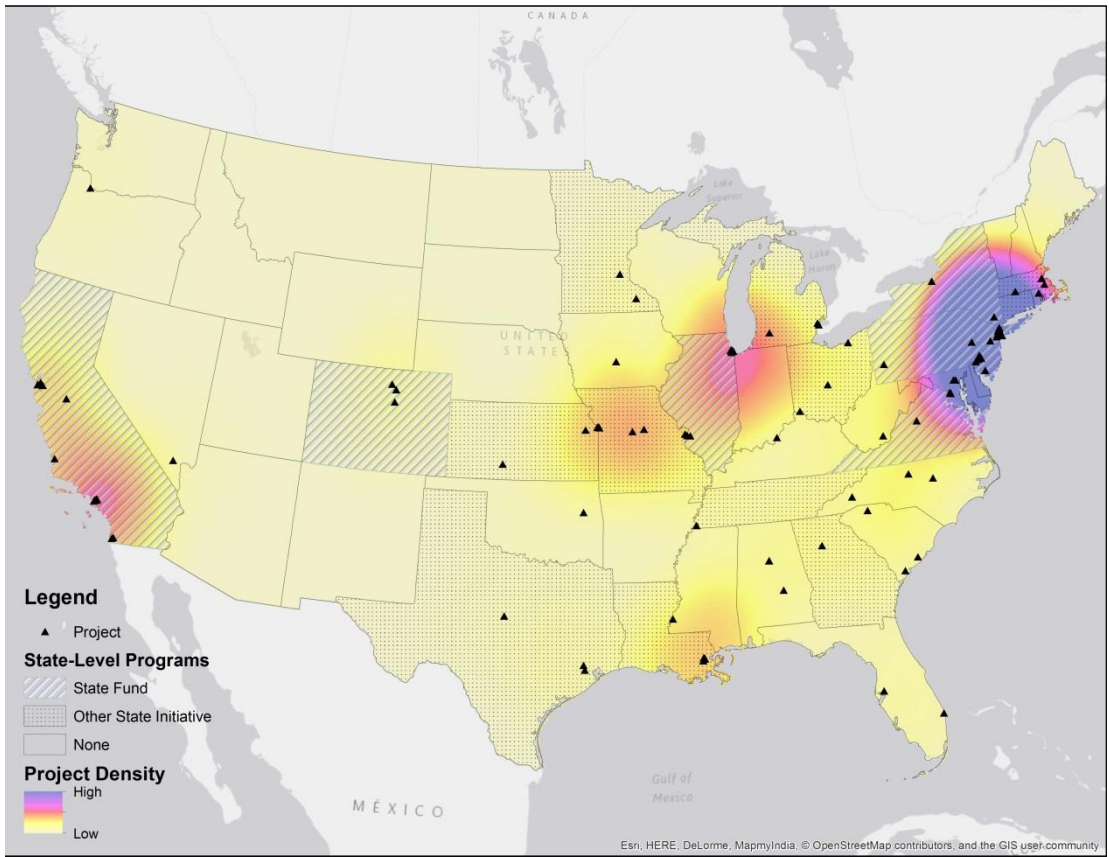 CANADA
Lake
Superior
Lake
Huron
UNITED
STATES
Legend
Project
State-Level Programs
State Fund
Other State Initiative
None
Project Density
High
Low
MÉXICO
Gulf of
Mexico
Esri, HERE, DeLorme, MapmyIndia, © OpenStreetMap contributors, and the GIS user community